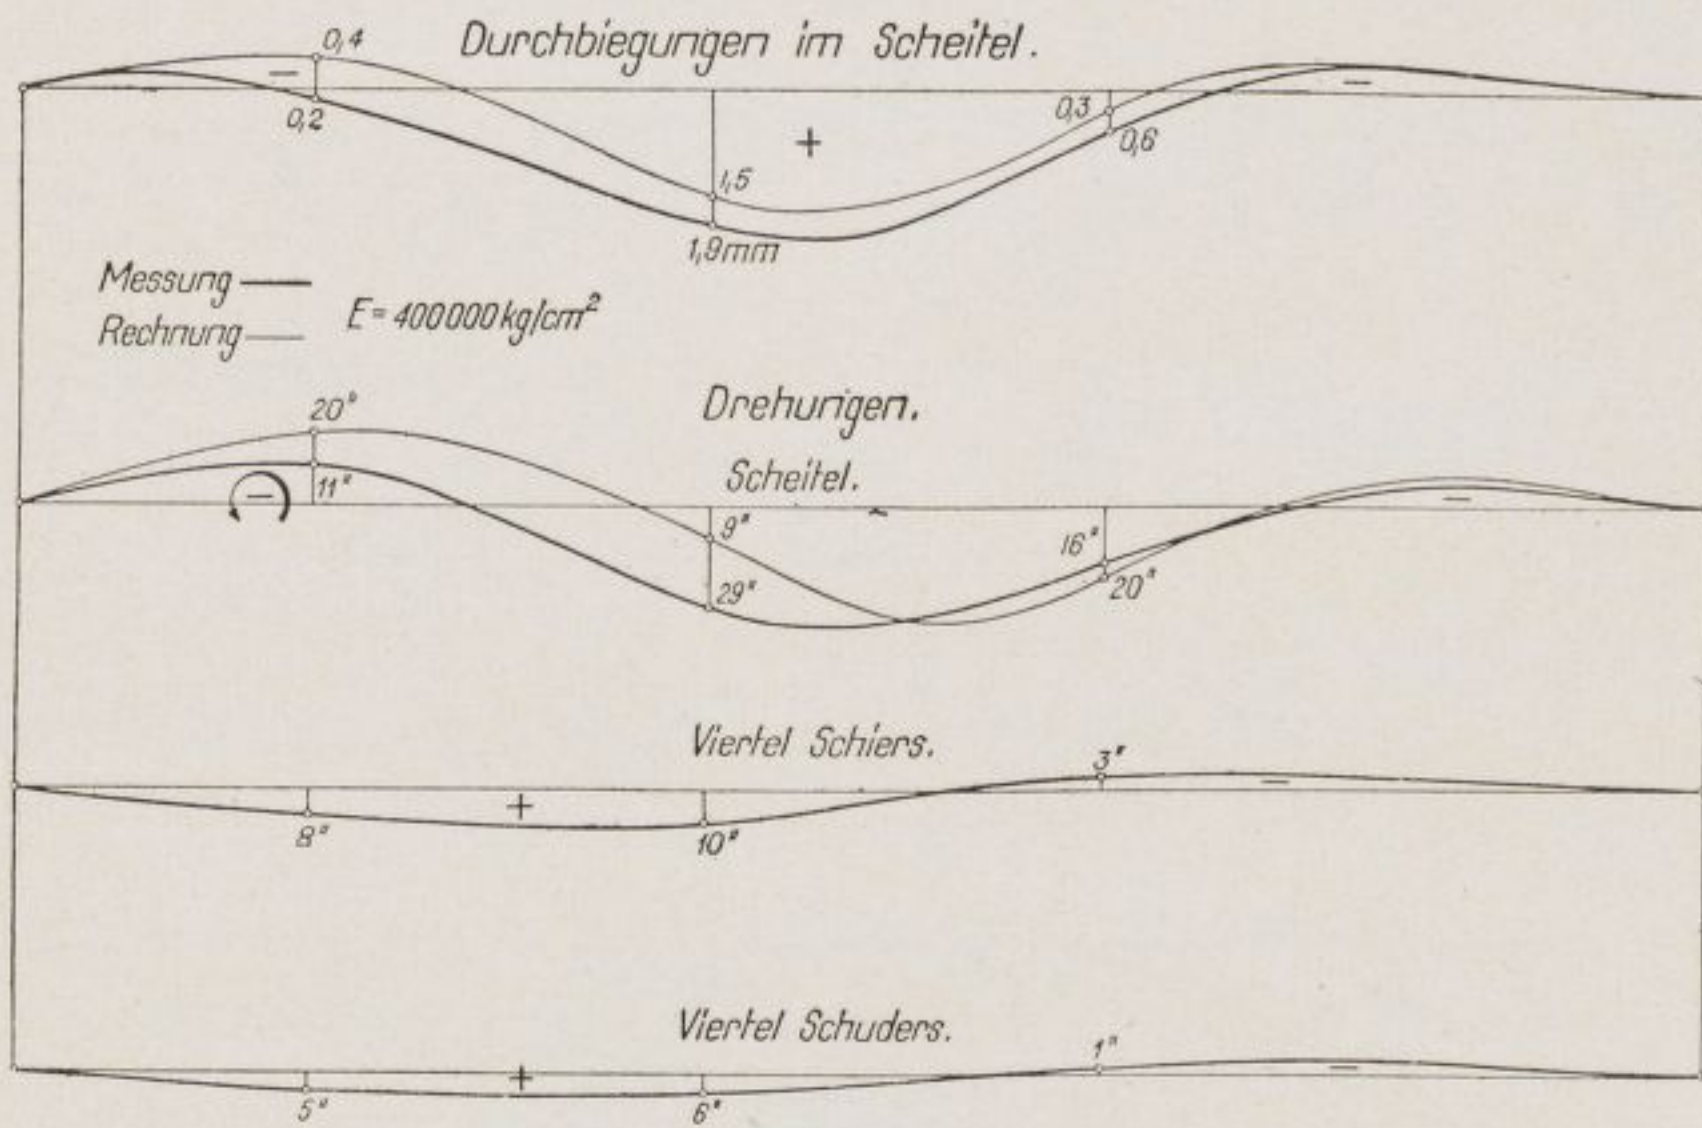 Durchbiegungen im Scheitel.
0,4
−
0,2
0,3
−
+
0,6
1,5
1,9mm
Messung
Rechnung
E = 400000kg/cm²
Drehungen.
Scheitel.
20"
−
11"
9"
29"
16"
20"
−
Viertel Schiers.
8"
+
10"
3"
−
Viertel Schuders.
5"
+
6"
1"
−